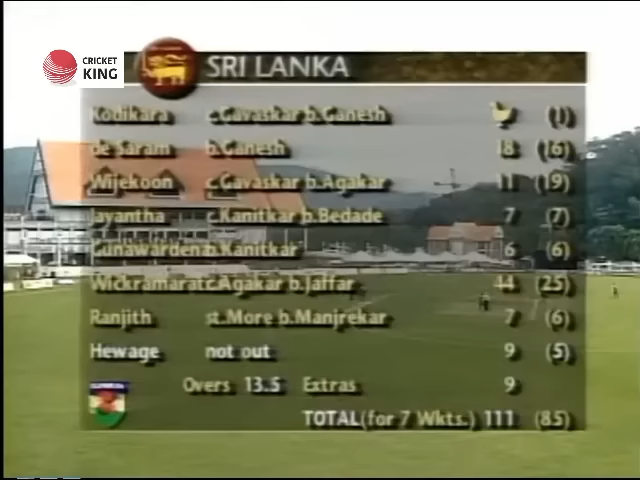 CRICKET
KING
SRI LANKA
Kodikara c.Gavaskar b.Ganesh (1)
de Saram b.Ganesh 18 (16)
Wijekoon c.Gavaskar b.Agakar 11 (19)
Jayantha c.Kanitkar b.Bedade 7 (7)
Gunawarden b.Kanitkar 6 (6)
Wickramarat c.Agakar b.Jaffar 44 (25)
Ranjith st.More b.Manjrekar 7 (6)
Hewage not out 9 (5)
Overs 13.5 Extras 9
TOTAL(for 7 Wkts.) 111 (85)